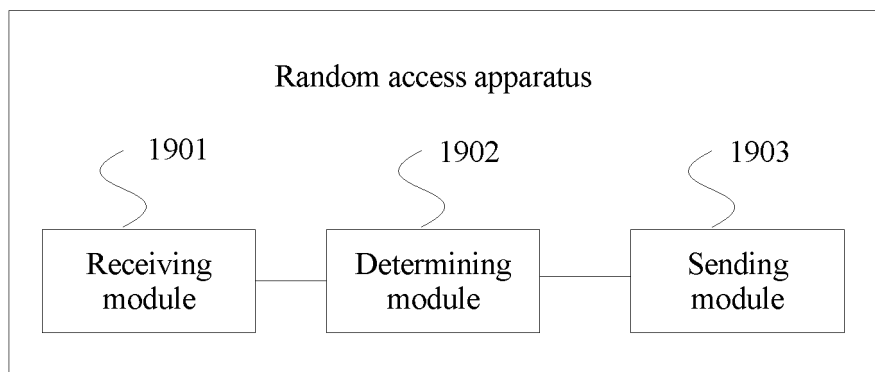 Random access apparatus
1901
1902
1903
Receiving
module
Determining
module
Sending
module